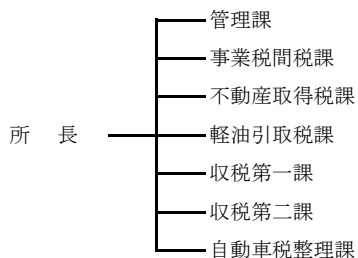 管理課
事業税間税課
不動産取得税課
所　長
軽油引取税課
収税第一課
収税第二課
自動車税整理課